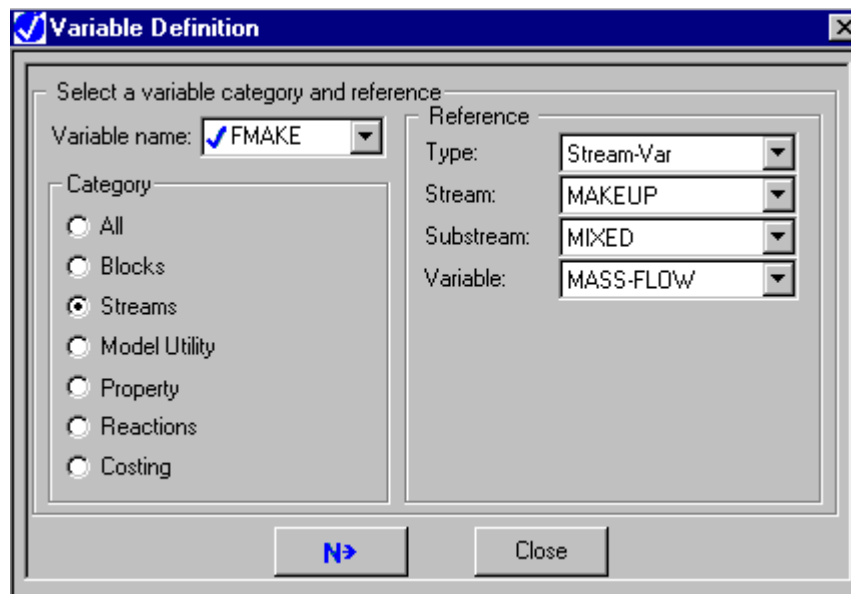 Variable Definition
Select a variable category and reference
Variable name: FMAKE
Category
All
Blocks
Streams
Model Utility
Property
Reactions
Costing
Reference
Type: Stream-Var
Stream: MAKEUP
Substream: MIXED
Variable: MASS-FLOW
N
Close